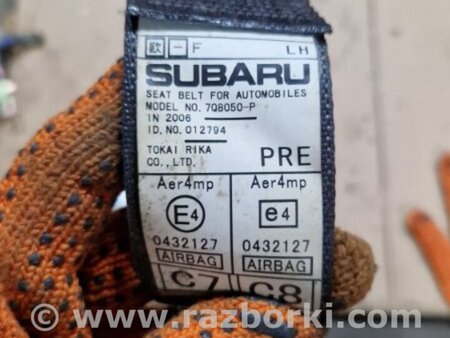 欧 一 F LH
SUBARU
SEAT BELT FOR AUTOMOBILES
MODEL NO. 7Q8050-P
IN 2006
ID. NO. 012794
TOKAI RIKA
CO., LTD. PRE
Aer4mp Aer4mp
E4 e4
0432127 0432127
AIRBAG AIRBAG
C7 C8
© www.razborki.com